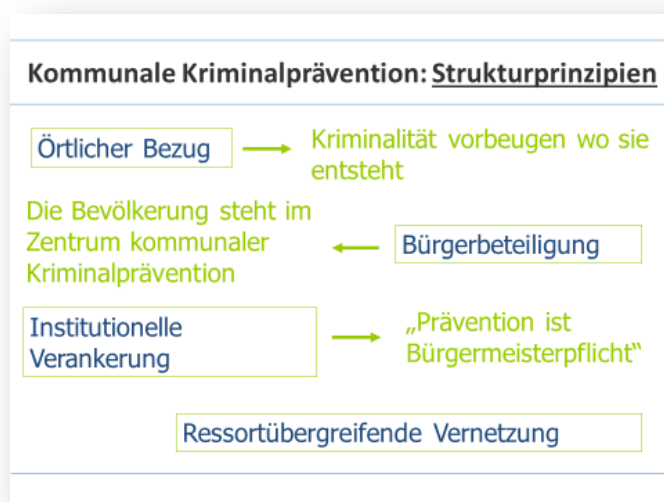 Kommunale Kriminalprävention: Strukturprinzipien
Örtlicher Bezug
Kriminalität vorbeugen wo sie
entsteht
Die Bevölkerung steht im
Zentrum kommunaler
Kriminalprävention
Bürgerbeteiligung
Institutionelle
Verankerung
„Prävention ist
Bürgermeisterpflicht“
Ressortübergreifende Vernetzung